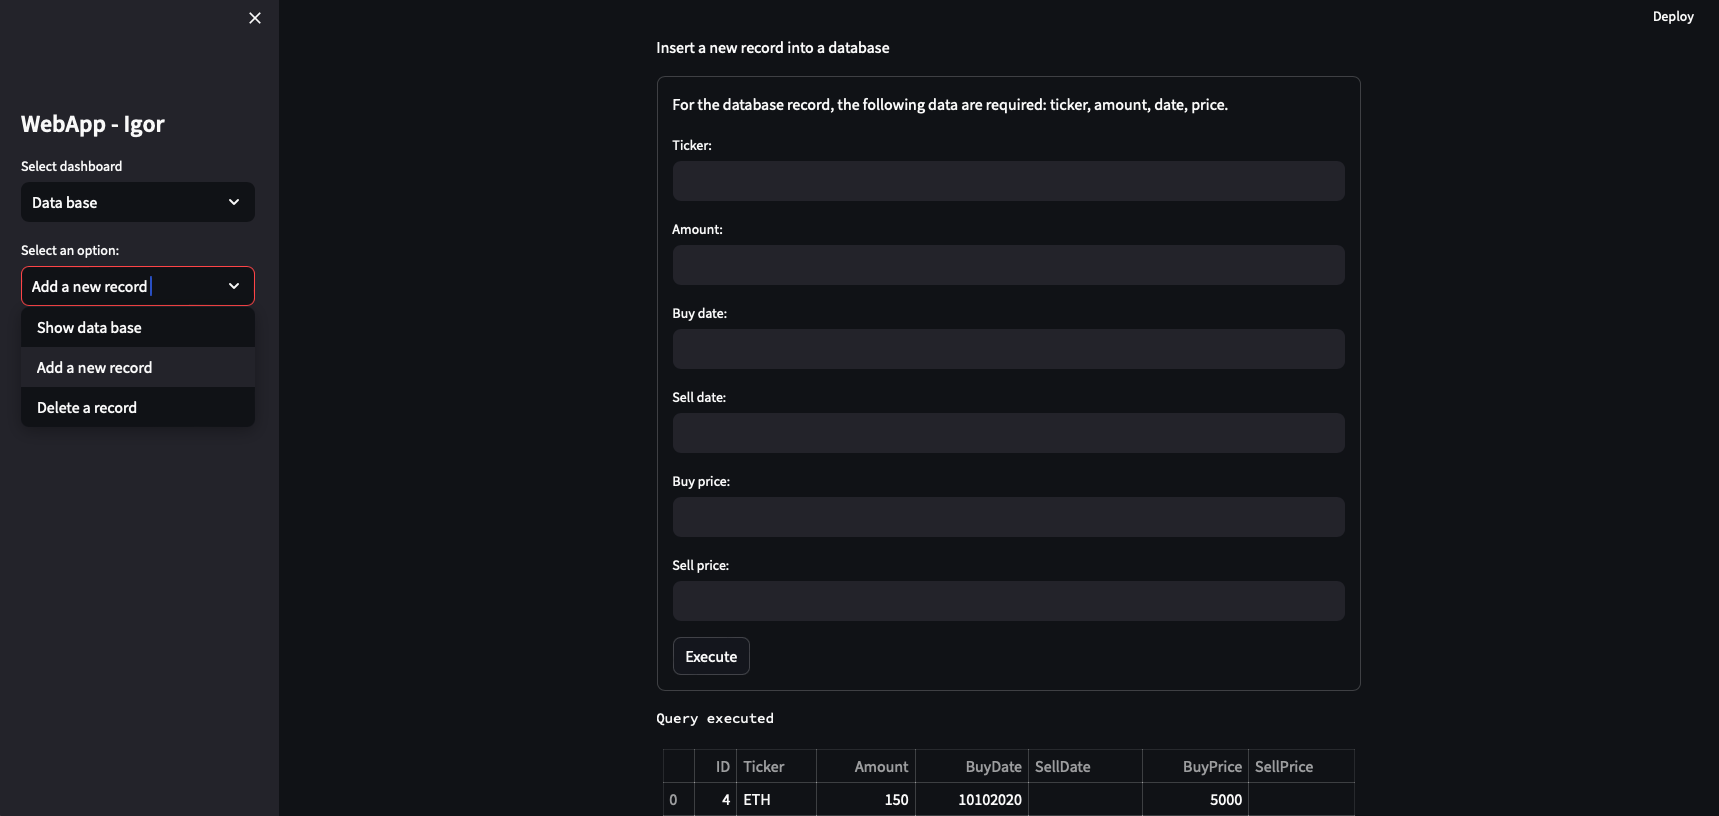 Deploy
WebApp - Igor
Select dashboard
Data base
Select an option:
Add a new record
Show data base
Add a new record
Delete a record
Insert a new record into a database
For the database record, the following data are required: ticker, amount, date, price.
Ticker:
Amount:
Buy date:
Sell date:
Buy price:
Sell price:
Execute
Query executed
ID Ticker Amount BuyDate SellDate BuyPrice SellPrice
0 4 ETH 150 10102020 5000